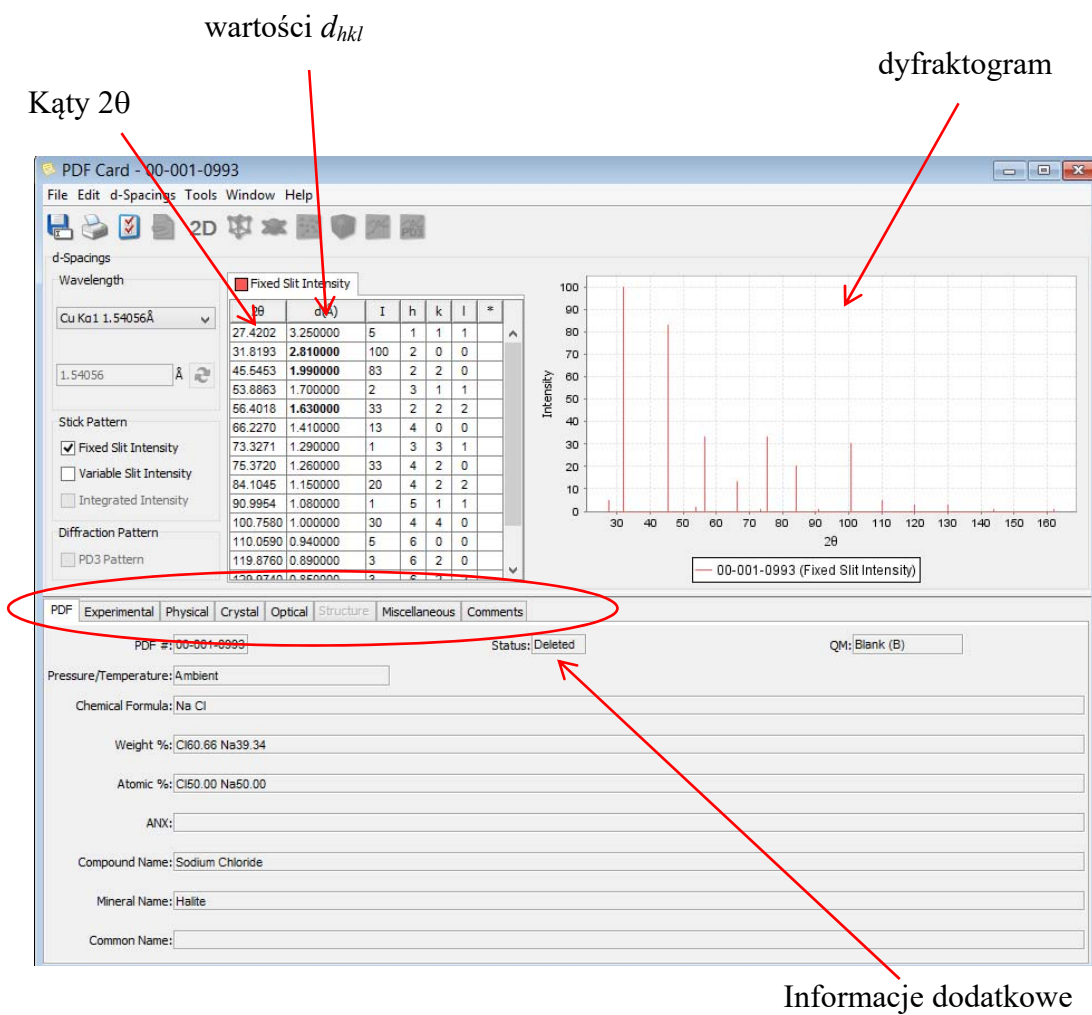 wartości dhkl
dyfraktogram
Kąty 2θ
PDF Card - 00-001-0993
File Edit d-Spacings Tools Window Help
2D
d-Spacings
Wavelength
Cu Kα1 1.54056Å
1.54056 Å
Stick Pattern
Fixed Slit Intensity
Variable Slit Intensity
Integrated Intensity
Diffraction Pattern
PD3 Pattern
Fixed Slit Intensity
2θ d(Å) I h k l *
27.4202 3.250000 5 1 1 1
31.8193 2.810000 100 2 0 0
45.5453 1.990000 83 2 2 0
53.8863 1.700000 2 3 1 1
56.4018 1.630000 33 2 2 2
66.2270 1.410000 13 4 0 0
73.3271 1.290000 1 3 3 1
75.3720 1.260000 33 4 2 0
84.1045 1.150000 20 4 2 2
90.9954 1.080000 1 5 1 1
100.7580 1.000000 30 4 4 0
110.0590 0.940000 5 6 0 0
119.8760 0.890000 3 6 2 0
129.9740 0.850000 3 6 2
Intensity
100
90
80
70
60
50
40
30
20
10
0
30 40 50 60 70 80 90 100 110 120 130 140 150 160
2θ
00-001-0993 (Fixed Slit Intensity)
PDF Experimental Physical Crystal Optical Structure Miscellaneous Comments
PDF #: 00-001-0993 Status: Deleted QM: Blank (B)
Pressure/Temperature: Ambient
Chemical Formula: Na Cl
Weight %: Cl60.66 Na39.34
Atomic %: Cl50.00 Na50.00
ANX:
Compound Name: Sodium Chloride
Mineral Name: Halite
Common Name:
Informacje dodatkowe